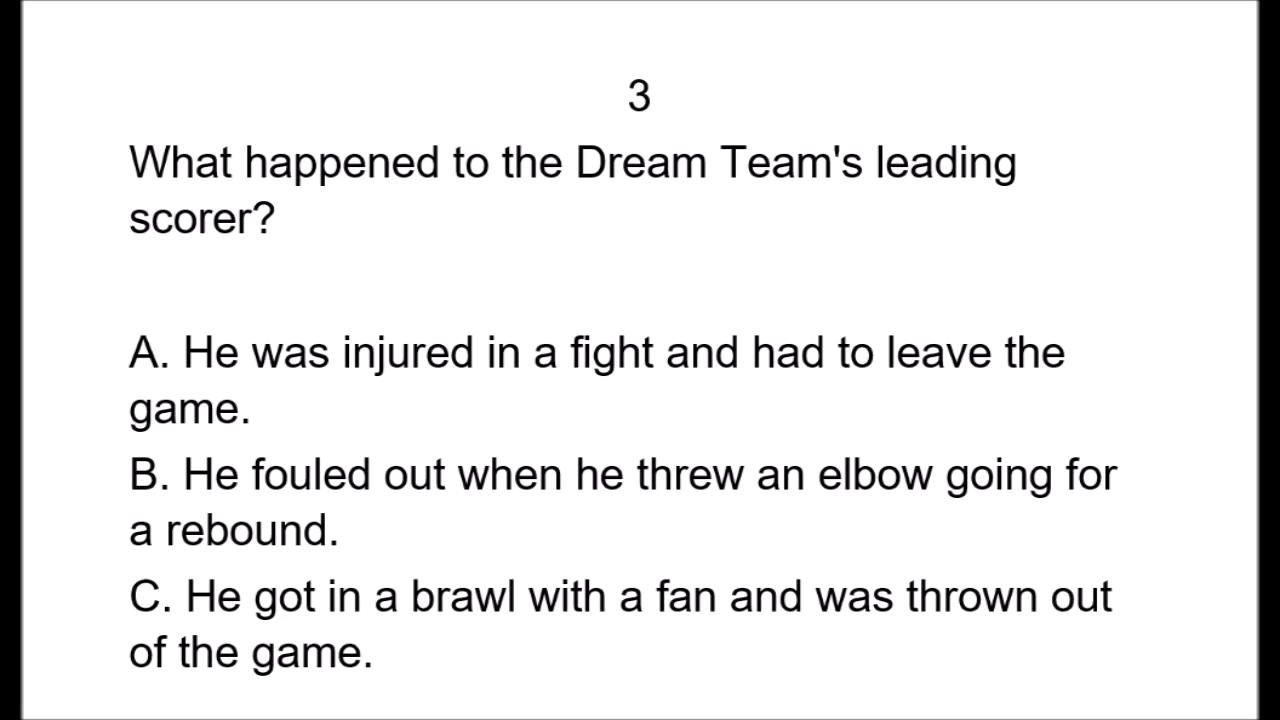 3
What happened to the Dream Team's leading
scorer?
A. He was injured in a fight and had to leave the
game.
B. He fouled out when he threw an elbow going for
a rebound.
C. He got in a brawl with a fan and was thrown out
of the game.